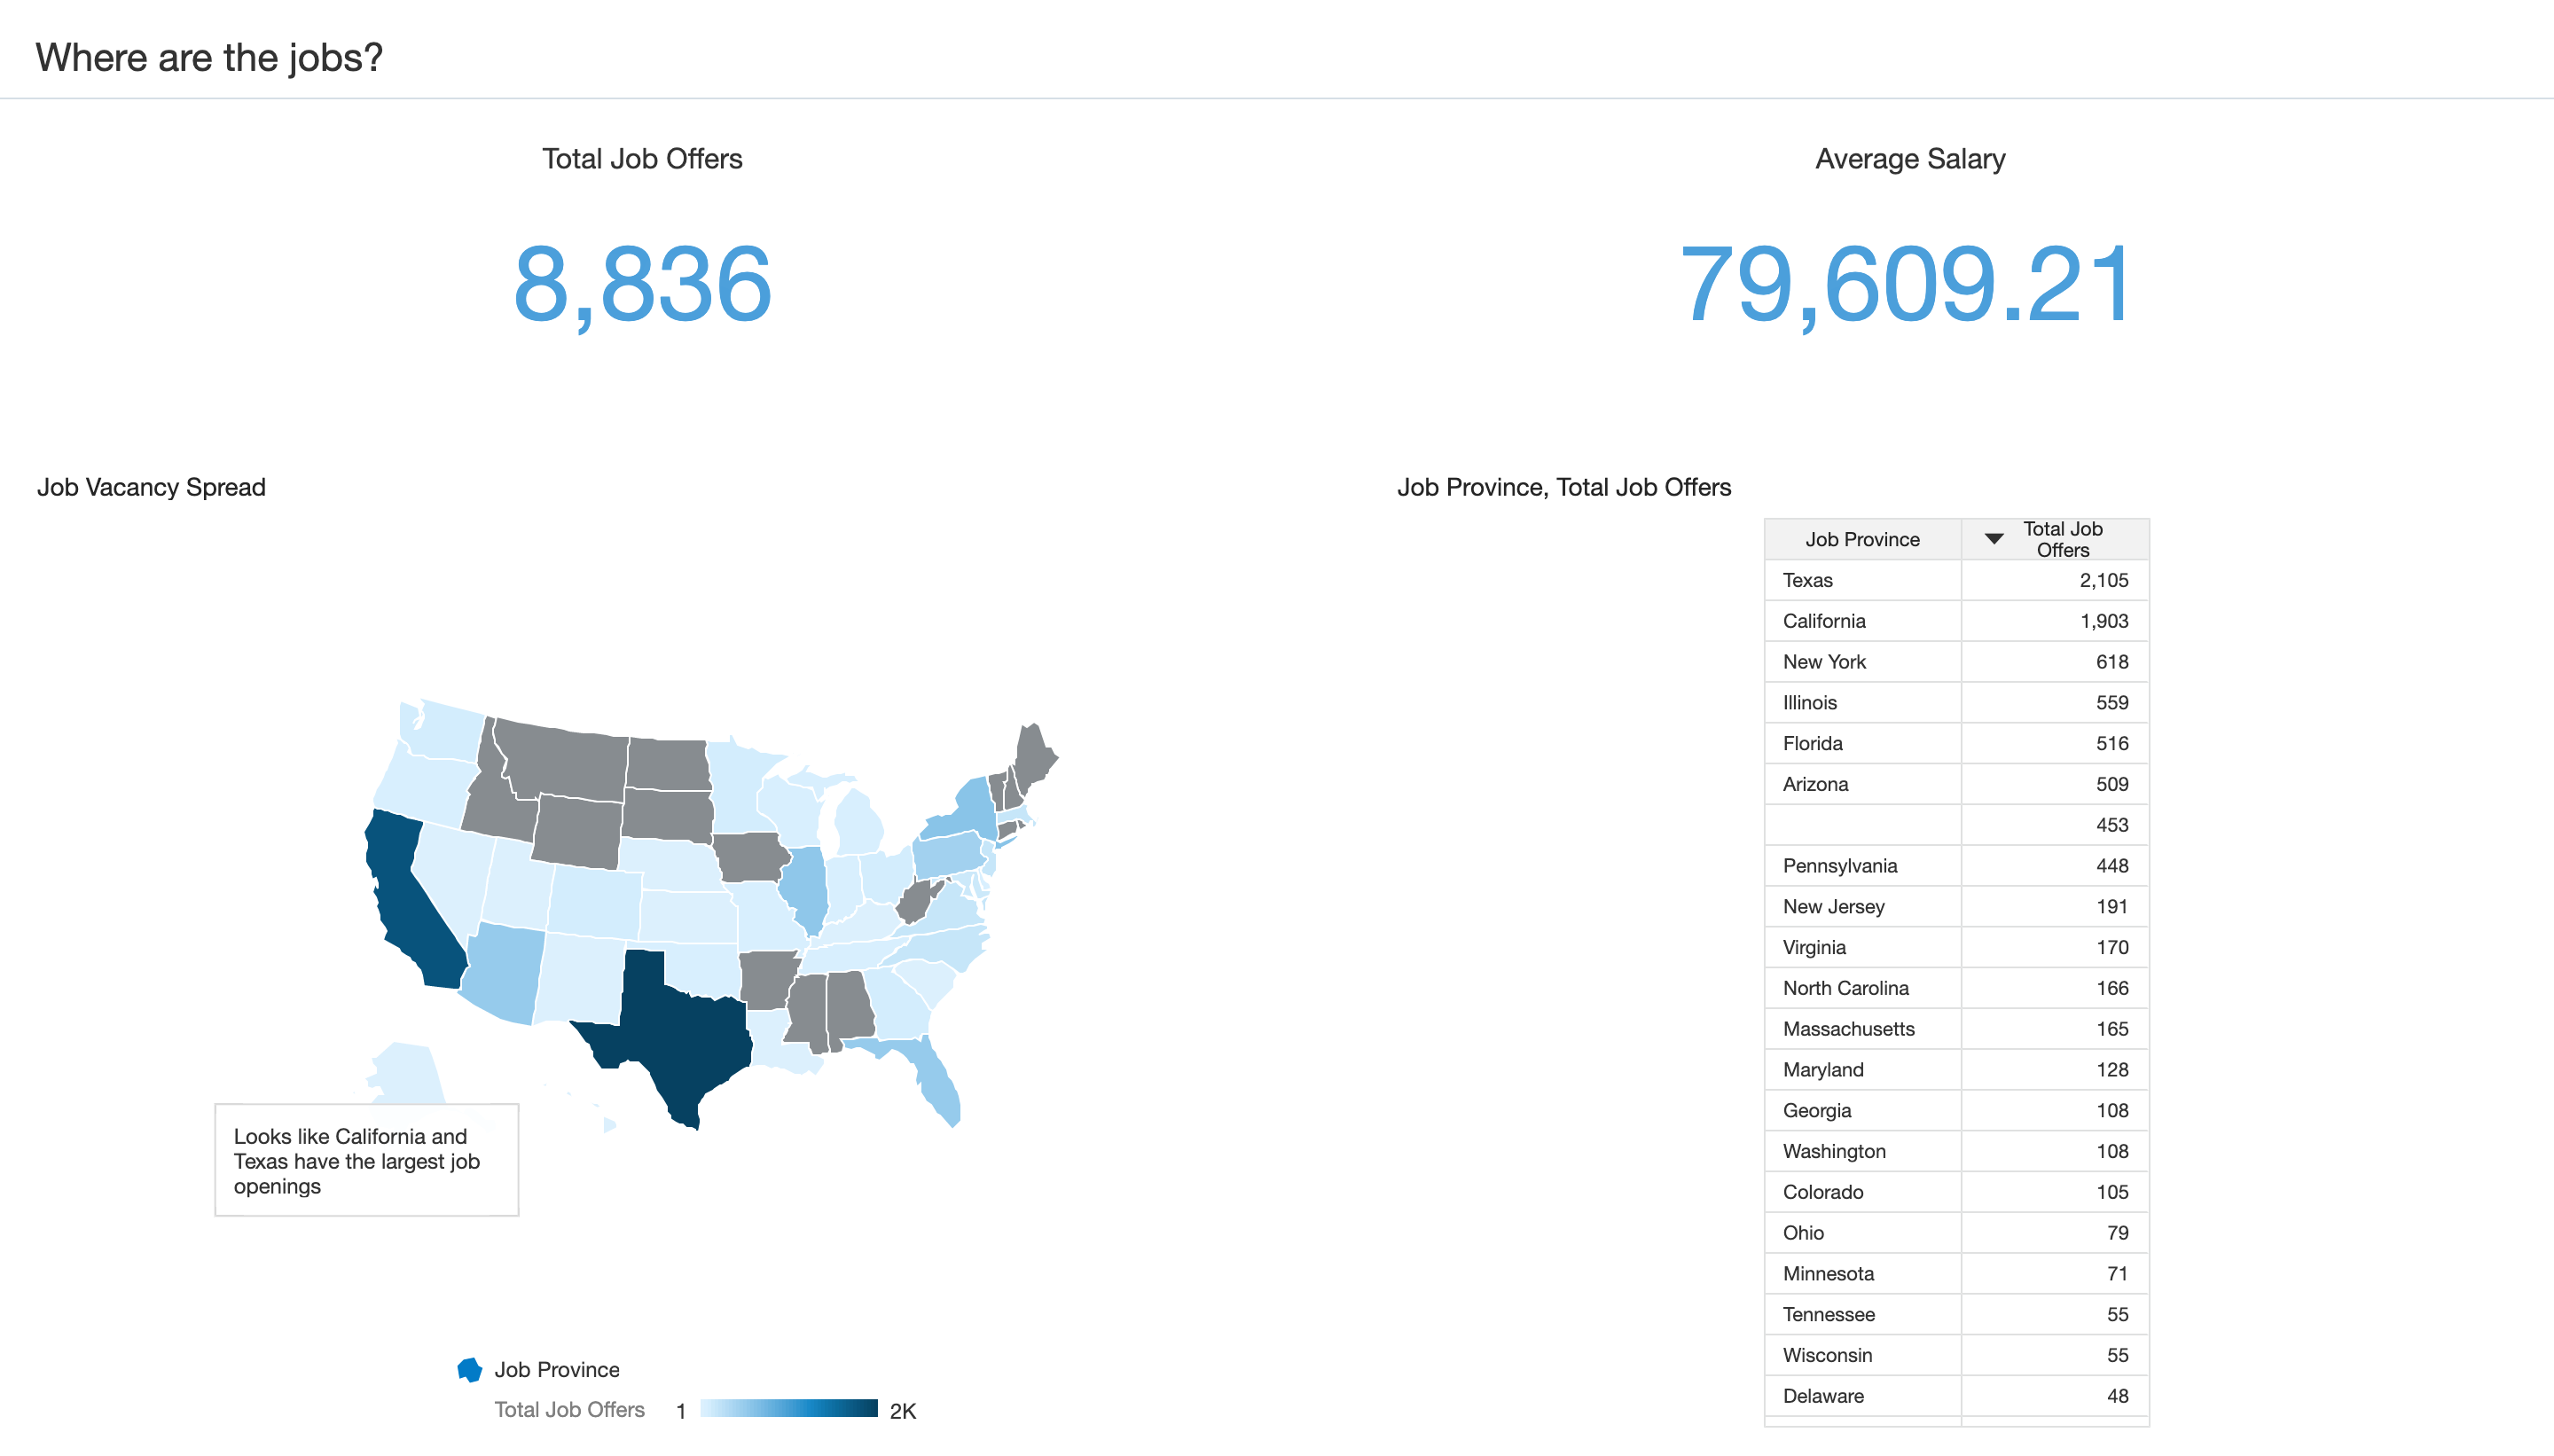 Where are the jobs?
Total Job Offers
8,836
Average Salary
79,609.21
Job Vacancy Spread
Looks like California and
Texas have the largest job
openings
Job Province
Total Job Offers 1 2K
Job Province, Total Job Offers
Job Province Total Job
Offers
Texas 2,105
California 1,903
New York 618
Illinois 559
Florida 516
Arizona 509
453
Pennsylvania 448
New Jersey 191
Virginia 170
North Carolina 166
Massachusetts 165
Maryland 128
Georgia 108
Washington 108
Colorado 105
Ohio 79
Minnesota 71
Tennessee 55
Wisconsin 55
Delaware 48